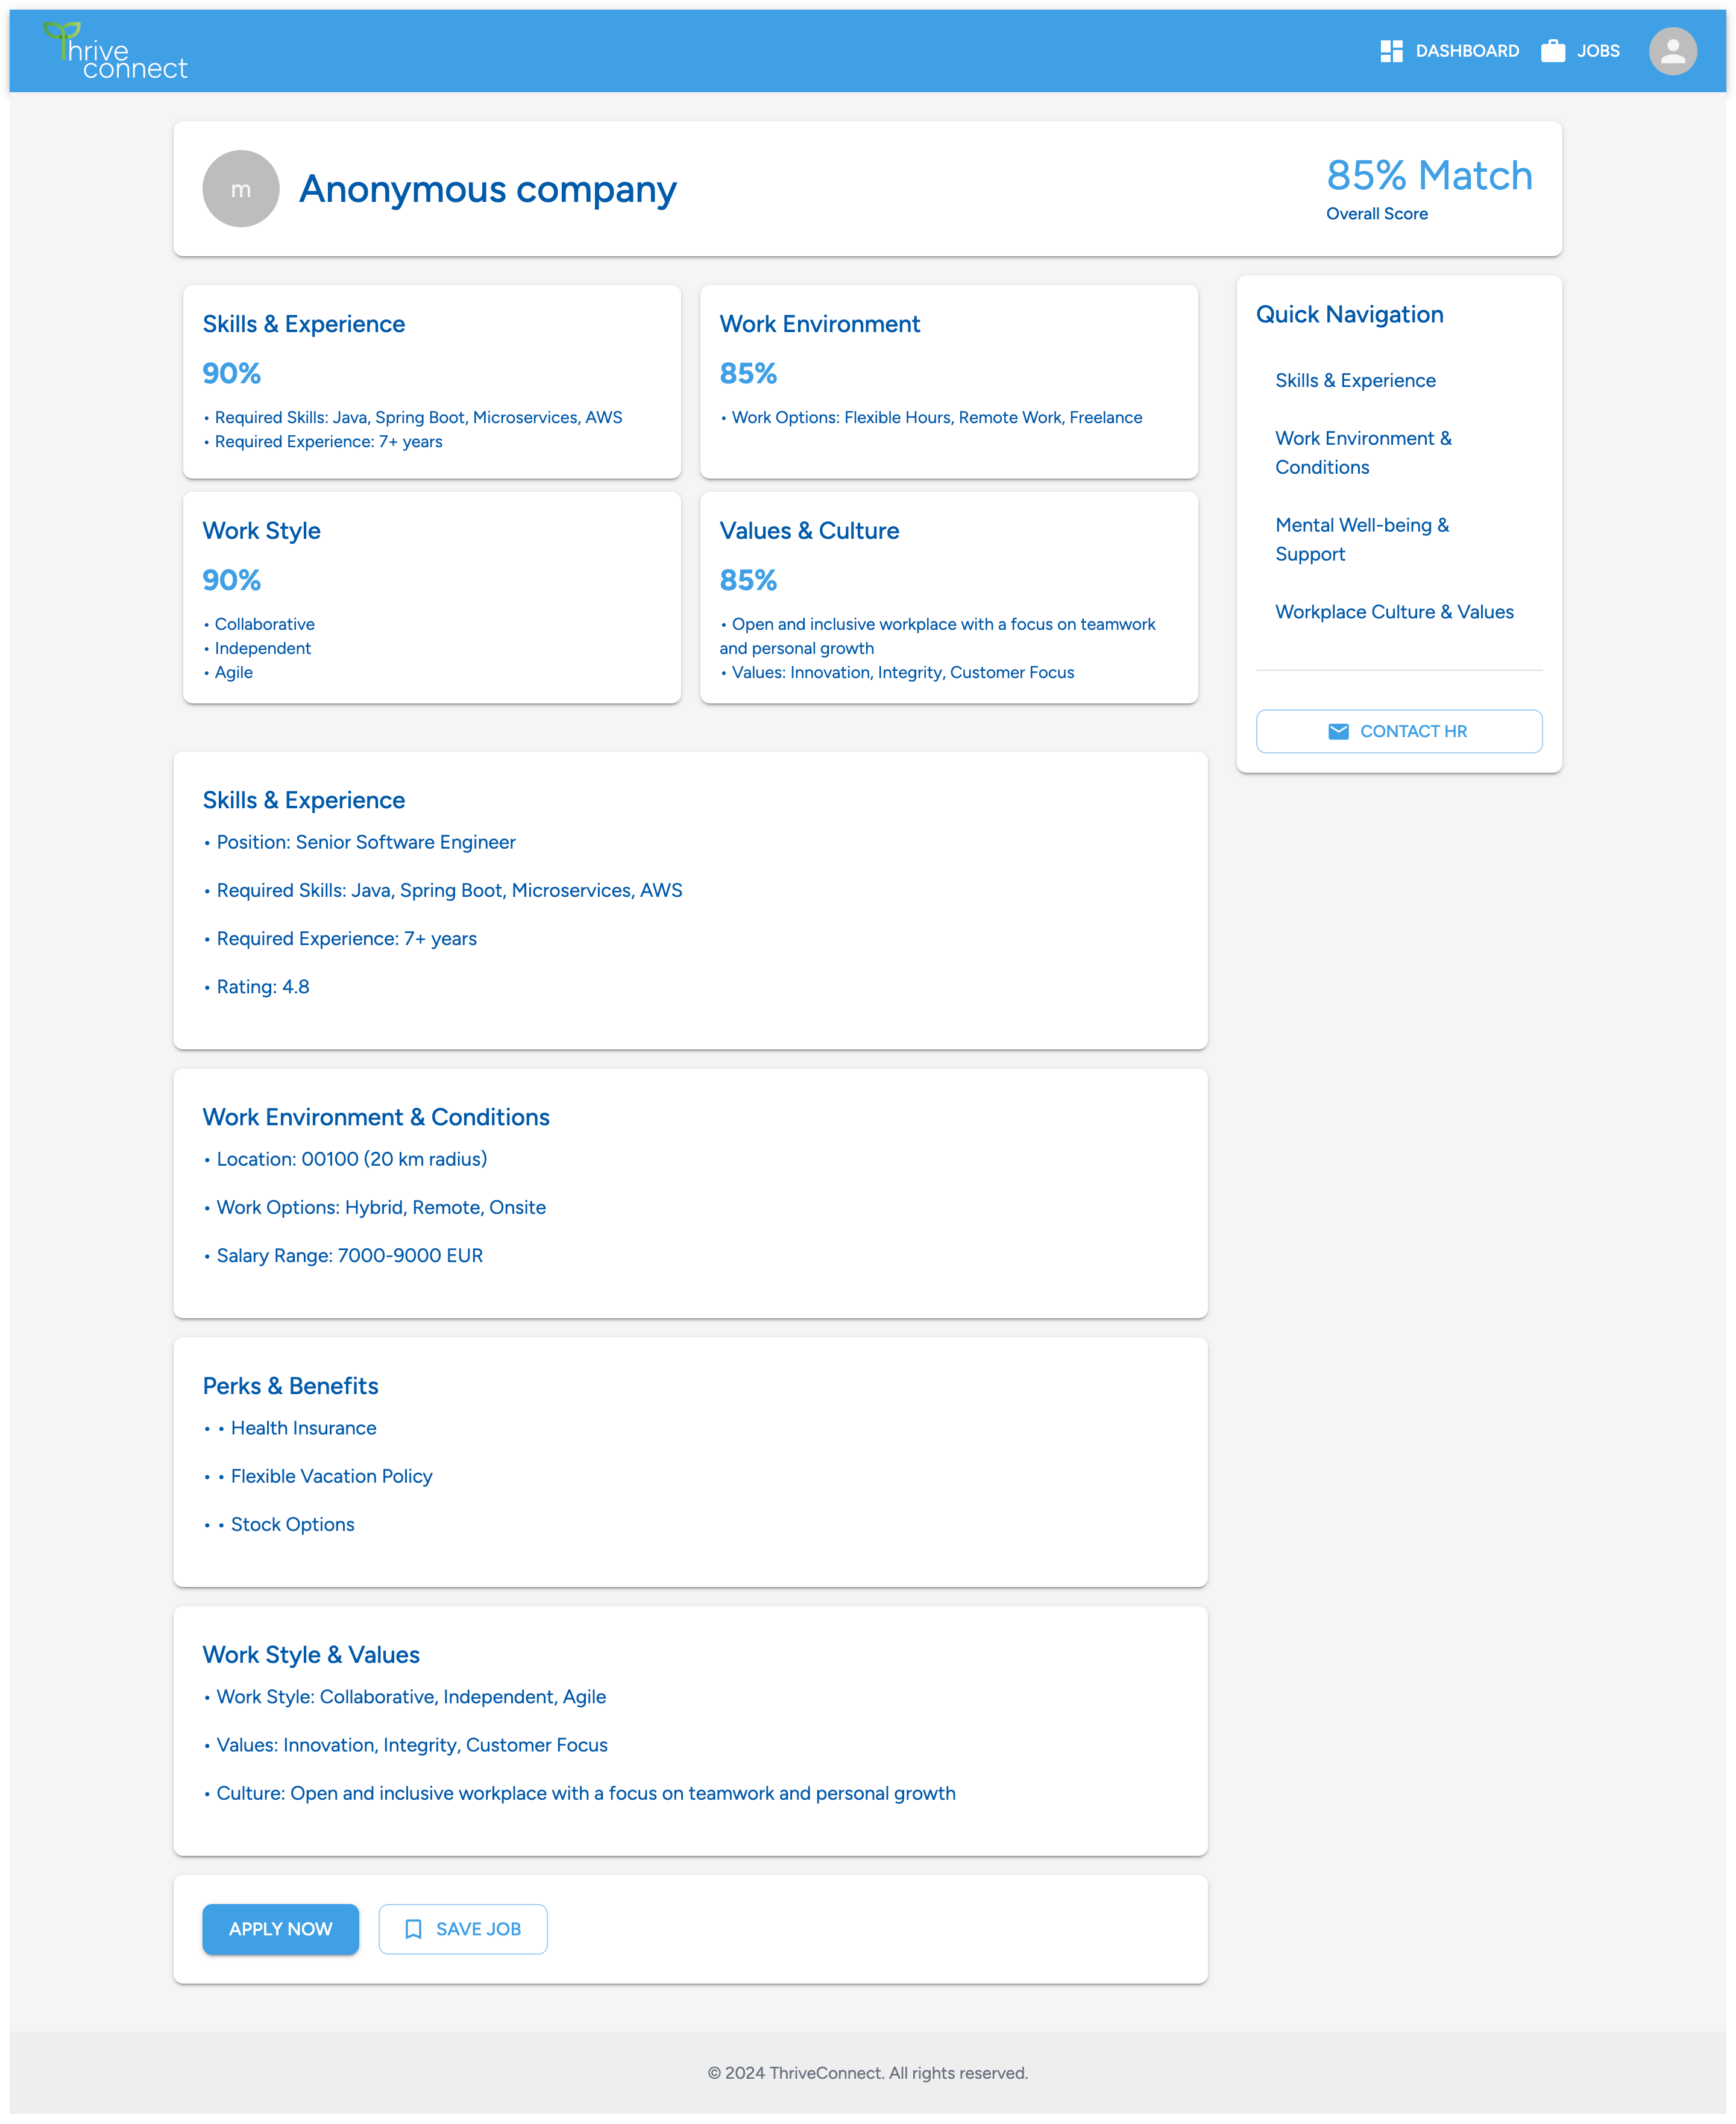 Thrive
connect
DASHBOARD
JOBS
m
Anonymous company
85% Match
Overall Score
Skills & Experience
90%
• Required Skills: Java, Spring Boot, Microservices, AWS
• Required Experience: 7+ years
Work Environment
85%
• Work Options: Flexible Hours, Remote Work, Freelance
Work Style
90%
• Collaborative
• Independent
• Agile
Values & Culture
85%
• Open and inclusive workplace with a focus on teamwork
and personal growth
• Values: Innovation, Integrity, Customer Focus
Quick Navigation
Skills & Experience
Work Environment &
Conditions
Mental Well-being &
Support
Workplace Culture & Values
CONTACT HR
Skills & Experience
• Position: Senior Software Engineer
• Required Skills: Java, Spring Boot, Microservices, AWS
• Required Experience: 7+ years
• Rating: 4.8
Work Environment & Conditions
• Location: 00100 (20 km radius)
• Work Options: Hybrid, Remote, Onsite
• Salary Range: 7000-9000 EUR
Perks & Benefits
• • Health Insurance
• • Flexible Vacation Policy
• • Stock Options
Work Style & Values
• Work Style: Collaborative, Independent, Agile
• Values: Innovation, Integrity, Customer Focus
• Culture: Open and inclusive workplace with a focus on teamwork and personal growth
APPLY NOW
SAVE JOB
© 2024 ThriveConnect. All rights reserved.